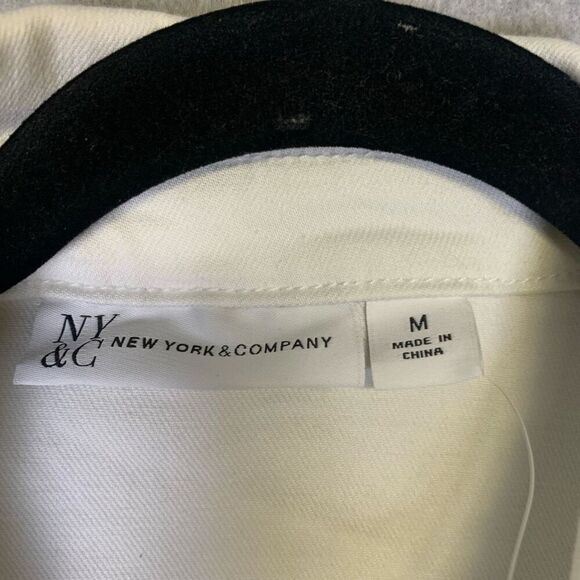 NY
&C NEW YORK & COMPANY
M
MADE IN
CHINA